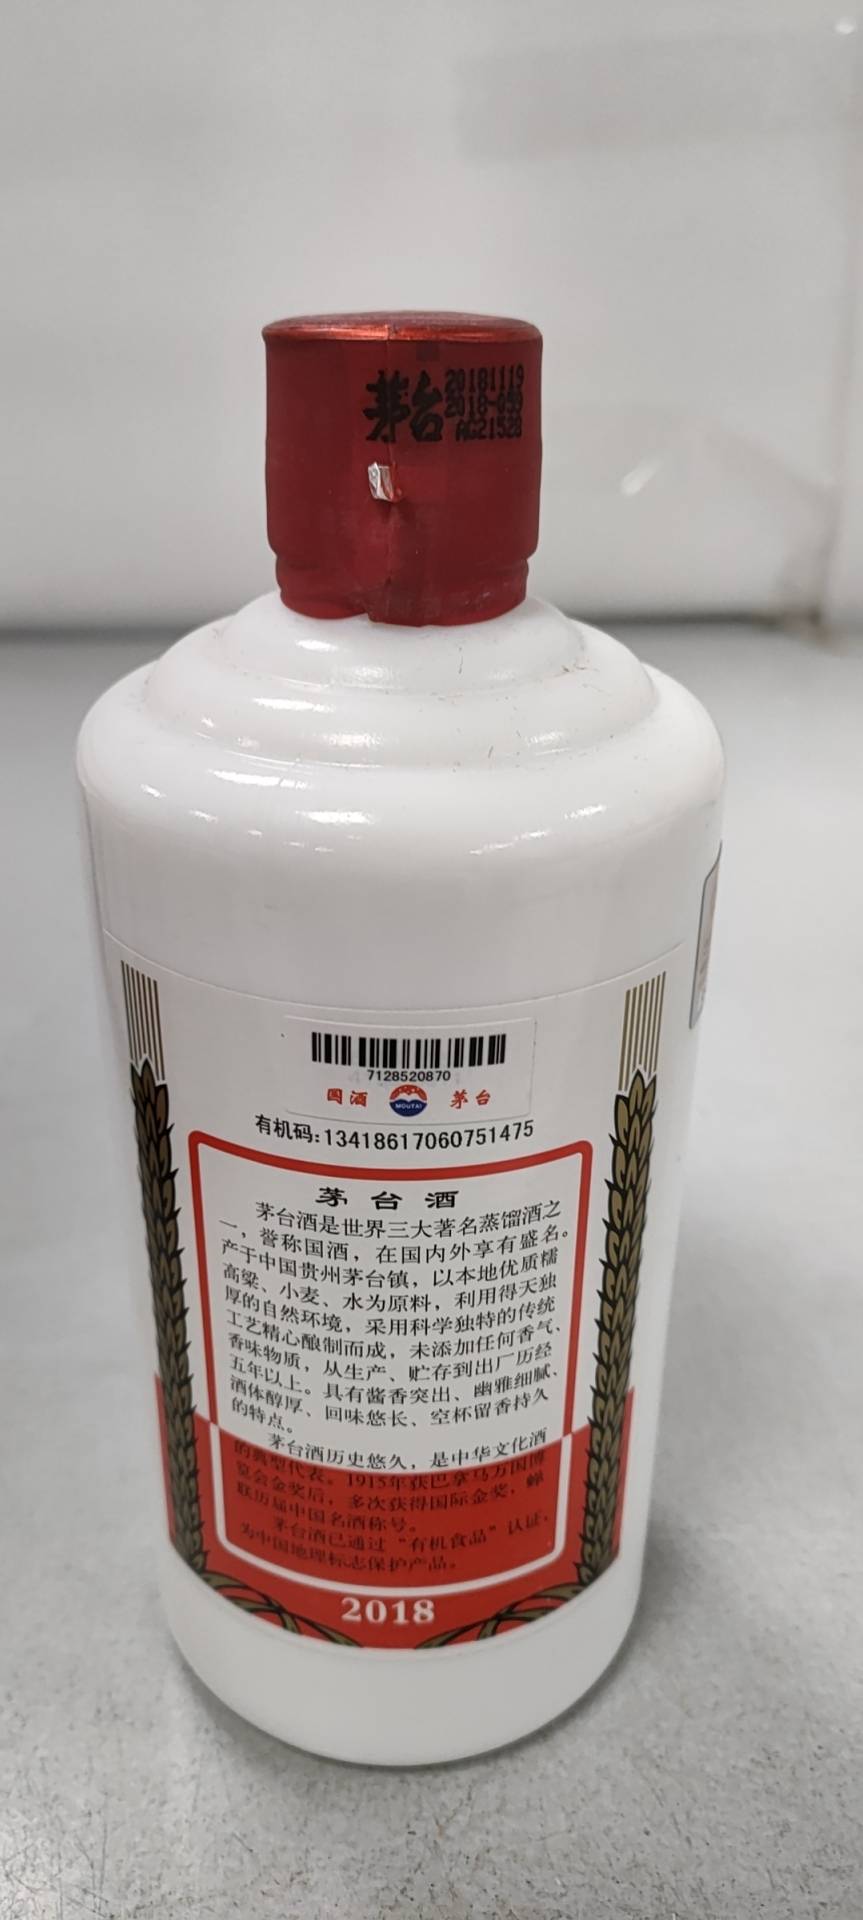 茅台
20181119
2018-059
AG21528
7128520870
国酒 MOUTAI 茅台
有机码:13418617060751475
茅台酒
茅台酒是世界三大著名蒸馏酒之
一，誉称国酒，在国内外享有盛名。
产于中国贵州茅台镇，以本地优质糯
高粱、小麦、水为原料，利用得天独
厚的自然环境，采用科学独特的传统
工艺精心酿制而成，未添加任何香气、
香味物质，从生产、贮存到出厂历经
五年以上。具有酱香突出、幽雅细腻、
酒体醇厚、回味悠长、空杯留香持久
的特点。
茅台酒历史悠久，是中华文化酒
的典型代表。1915年获巴拿马万国博
览会金奖后，多次获得国际金奖，蝉
联历届中国名酒称号。
茅台酒已通过“有机食品”认证，
为中国地理标志保护产品。
2018